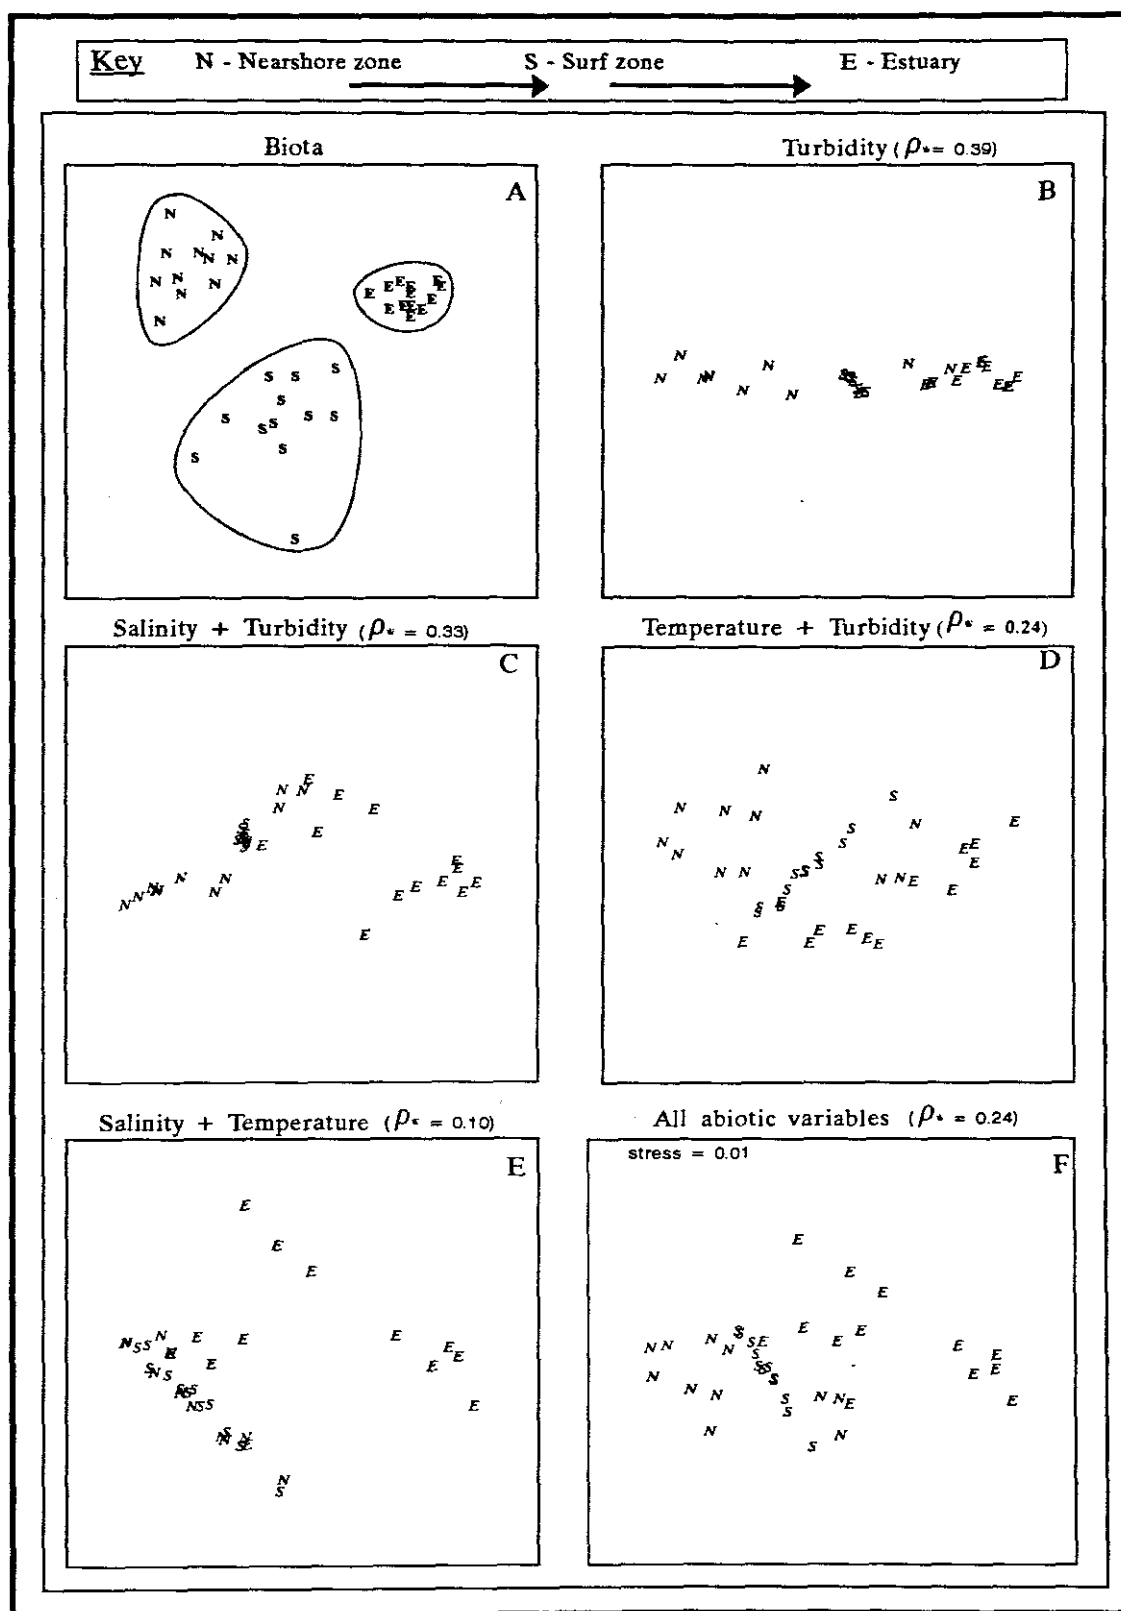 Key N - Nearshore zone S - Surf zone E - Estuary
Biota
A
Turbidity (ρ* = 0.39)
B
Salinity + Turbidity (ρ* = 0.33)
C
Temperature + Turbidity (ρ* = 0.24)
D
Salinity + Temperature (ρ* = 0.10)
E
All abiotic variables (ρ* = 0.24)
stress = 0.01
F